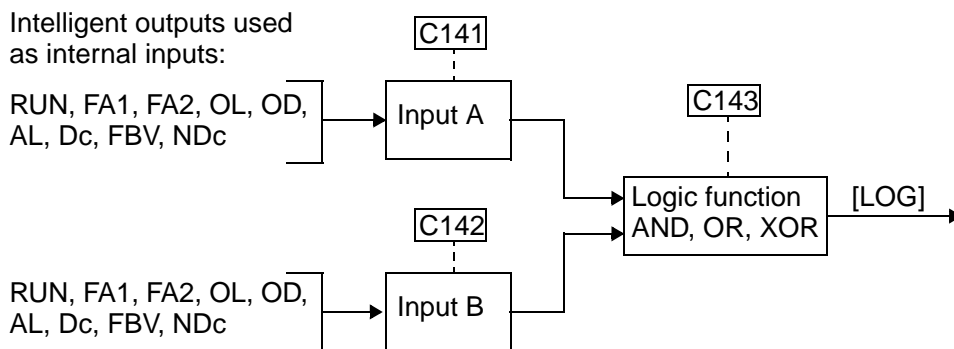 Intelligent outputs used
as internal inputs:
C141
RUN, FA1, FA2, OL, OD,
AL, Dc, FBV, NDc
Input A
C143
Logic function
AND, OR, XOR
[LOG]
C142
RUN, FA1, FA2, OL, OD,
AL, Dc, FBV, NDc
Input B